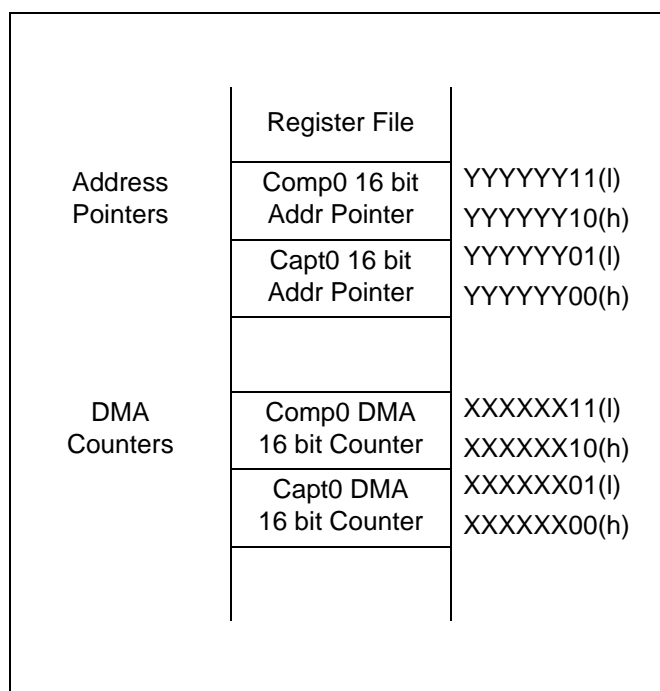 Register File
Address
Pointers
Comp0 16 bit
Addr Pointer
YYYYYY11(l)
YYYYYY10(h)
Capt0 16 bit
Addr Pointer
YYYYYY01(l)
YYYYYY00(h)
DMA
Counters
Comp0 DMA
16 bit Counter
XXXXXX11(l)
XXXXXX10(h)
Capt0 DMA
16 bit Counter
XXXXXX01(l)
XXXXXX00(h)